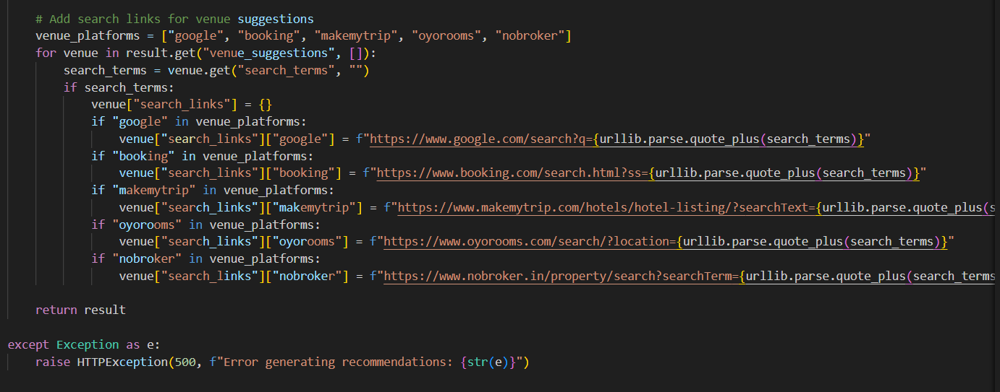 # Add search links for venue suggestions
venue_platforms = ["google", "booking", "makemytrip", "oyorooms", "nobroker"]
for venue in result.get("venue_suggestions", []):
search_terms = venue.get("search_terms", "")
if search_terms:
venue["search_links"] = {}
if "google" in venue_platforms:
venue["search_links"]["google"] = f"https://www.google.com/search?q={urllib.parse.quote_plus(search_terms)}"
if "booking" in venue_platforms:
venue["search_links"]["booking"] = f"https://www.booking.com/search.html?ss={urllib.parse.quote_plus(search_terms)}"
if "makemytrip" in venue_platforms:
venue["search_links"]["makemytrip"] = f"https://www.makemytrip.com/hotels/hotel-listing/?searchText={urllib.parse.quote_plus(s
if "oyorooms" in venue_platforms:
venue["search_links"]["oyorooms"] = f"https://www.oyorooms.com/search/?location={urllib.parse.quote_plus(search_terms)}"
if "nobroker" in venue_platforms:
venue["search_links"]["nobroker"] = f"https://www.nobroker.in/property/search?searchTerm={urllib.parse.quote_plus(search_terms
return result
except Exception as e:
raise HTTPException(500, f"Error generating recommendations: {str(e)}")